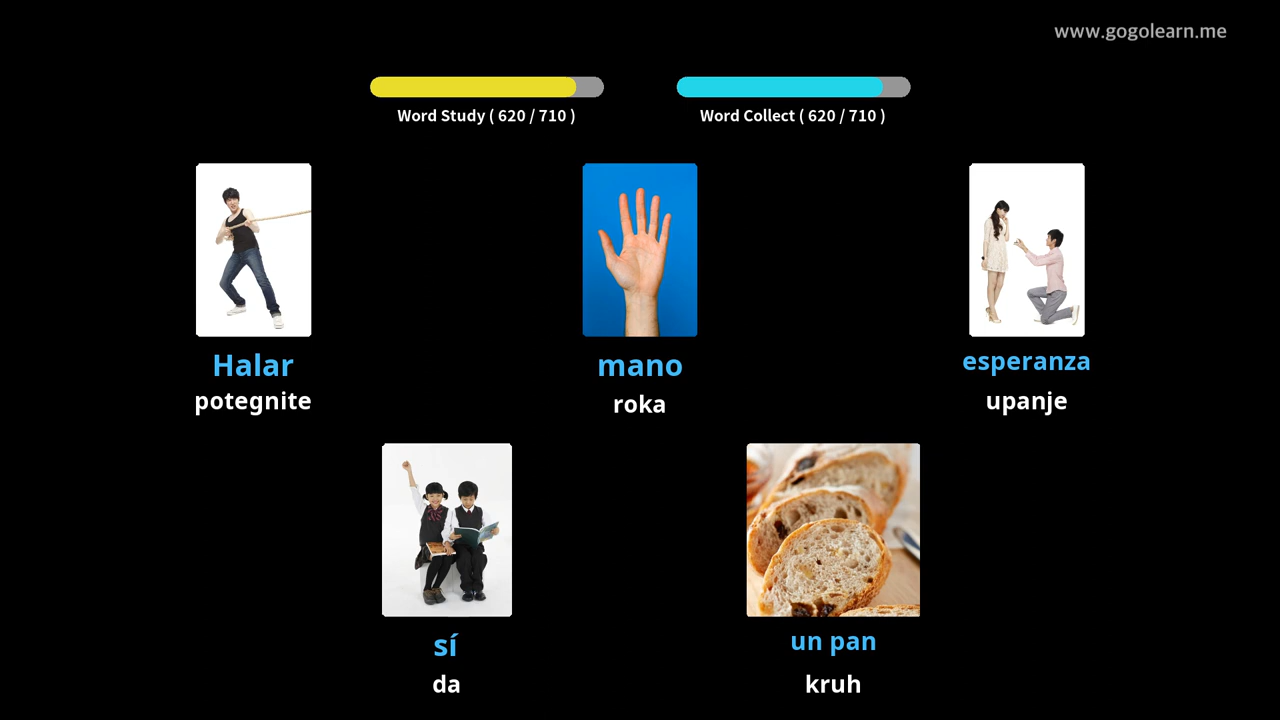 www.gogolearn.me
Word Study ( 620 / 710 )
Word Collect ( 620 / 710 )
Halar
potegnite
mano
roka
esperanza
upanje
sí
da
un pan
kruh